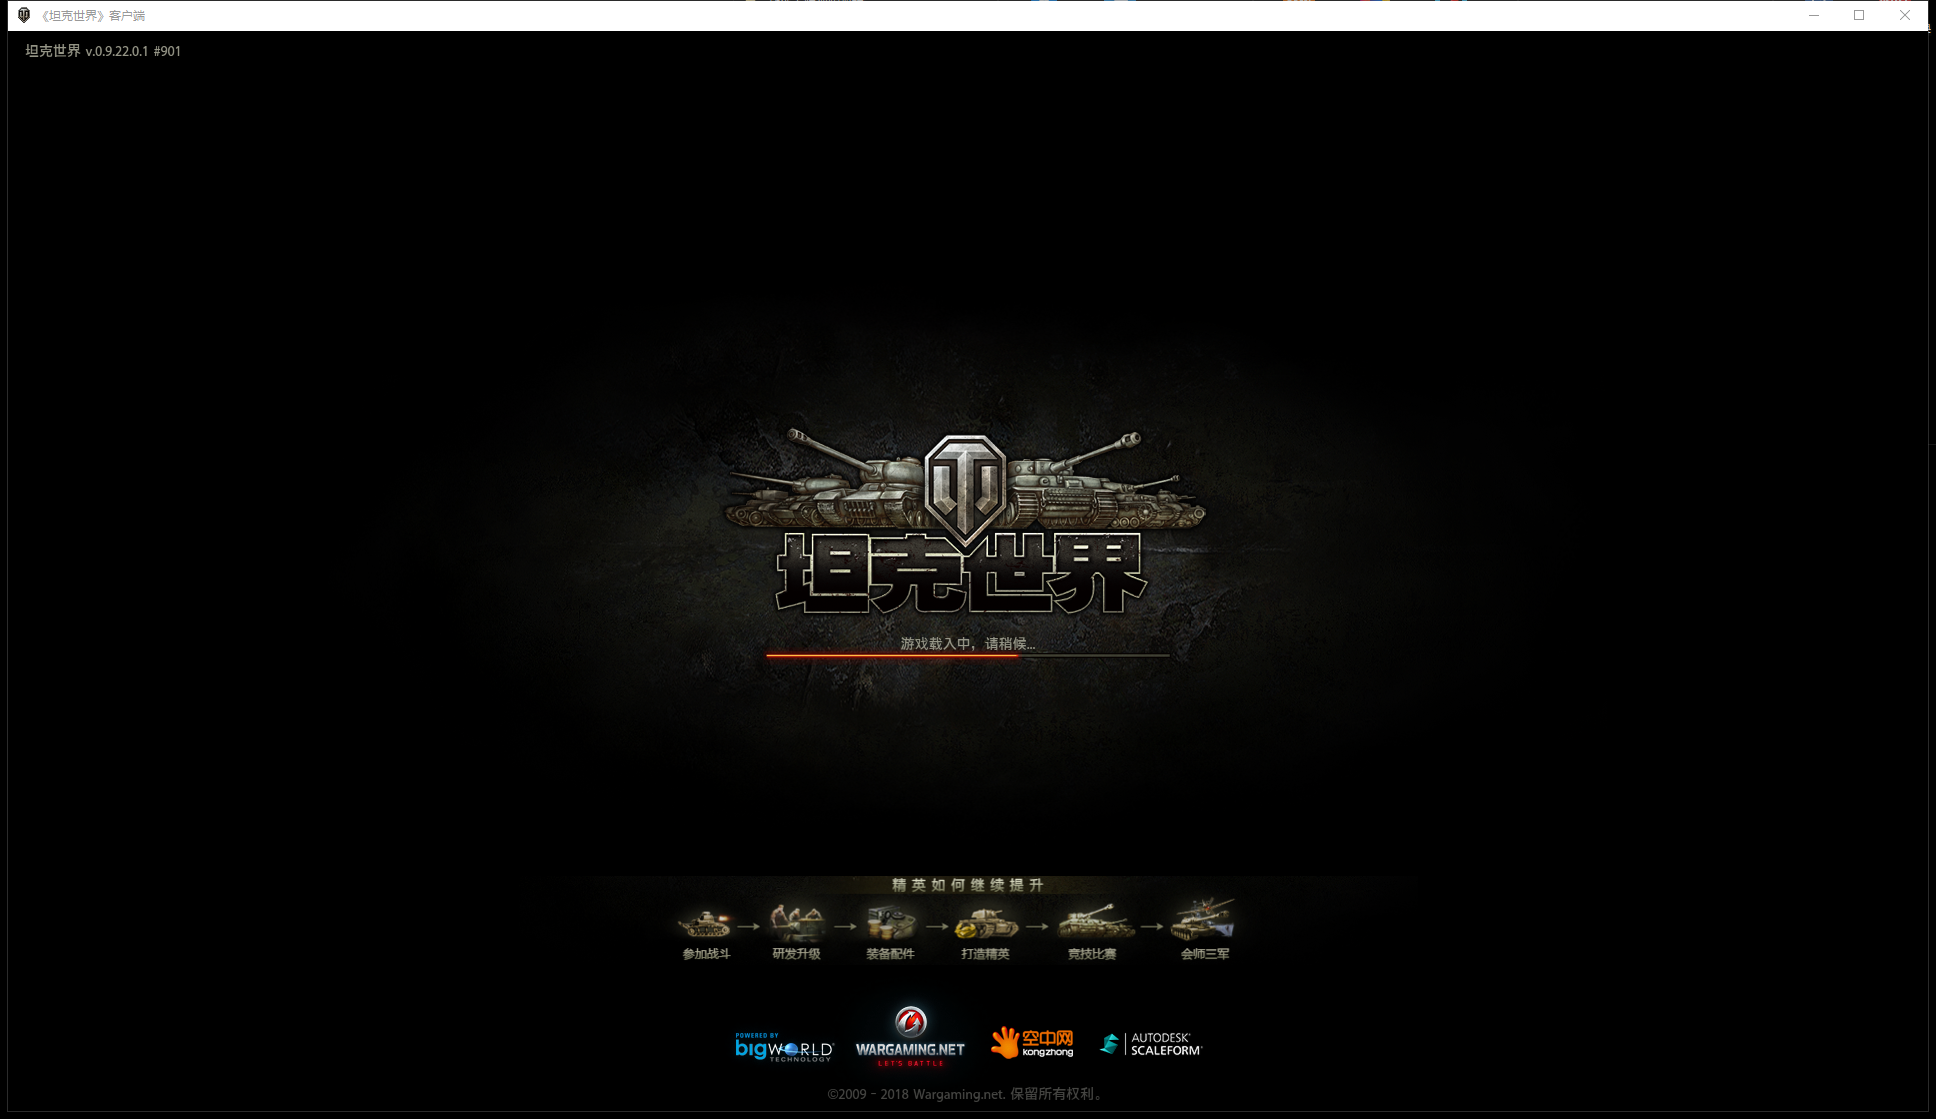 《坦克世界》客户端
坦克世界 v.0.9.22.0.1 #901
坦克世界
游戏载入中，请稍候...
精英如何继续提升
参加战斗 研发升级 装备配件 打造精英 竞技比赛 会师三军
POWERED BY
bigWORLD
TECHNOLOGY
WARGAMING.NET
LET'S BATTLE
空中网
kongzhong
AUTODESK
SCALEFORM
©2009 - 2018 Wargaming.net. 保留所有权利。